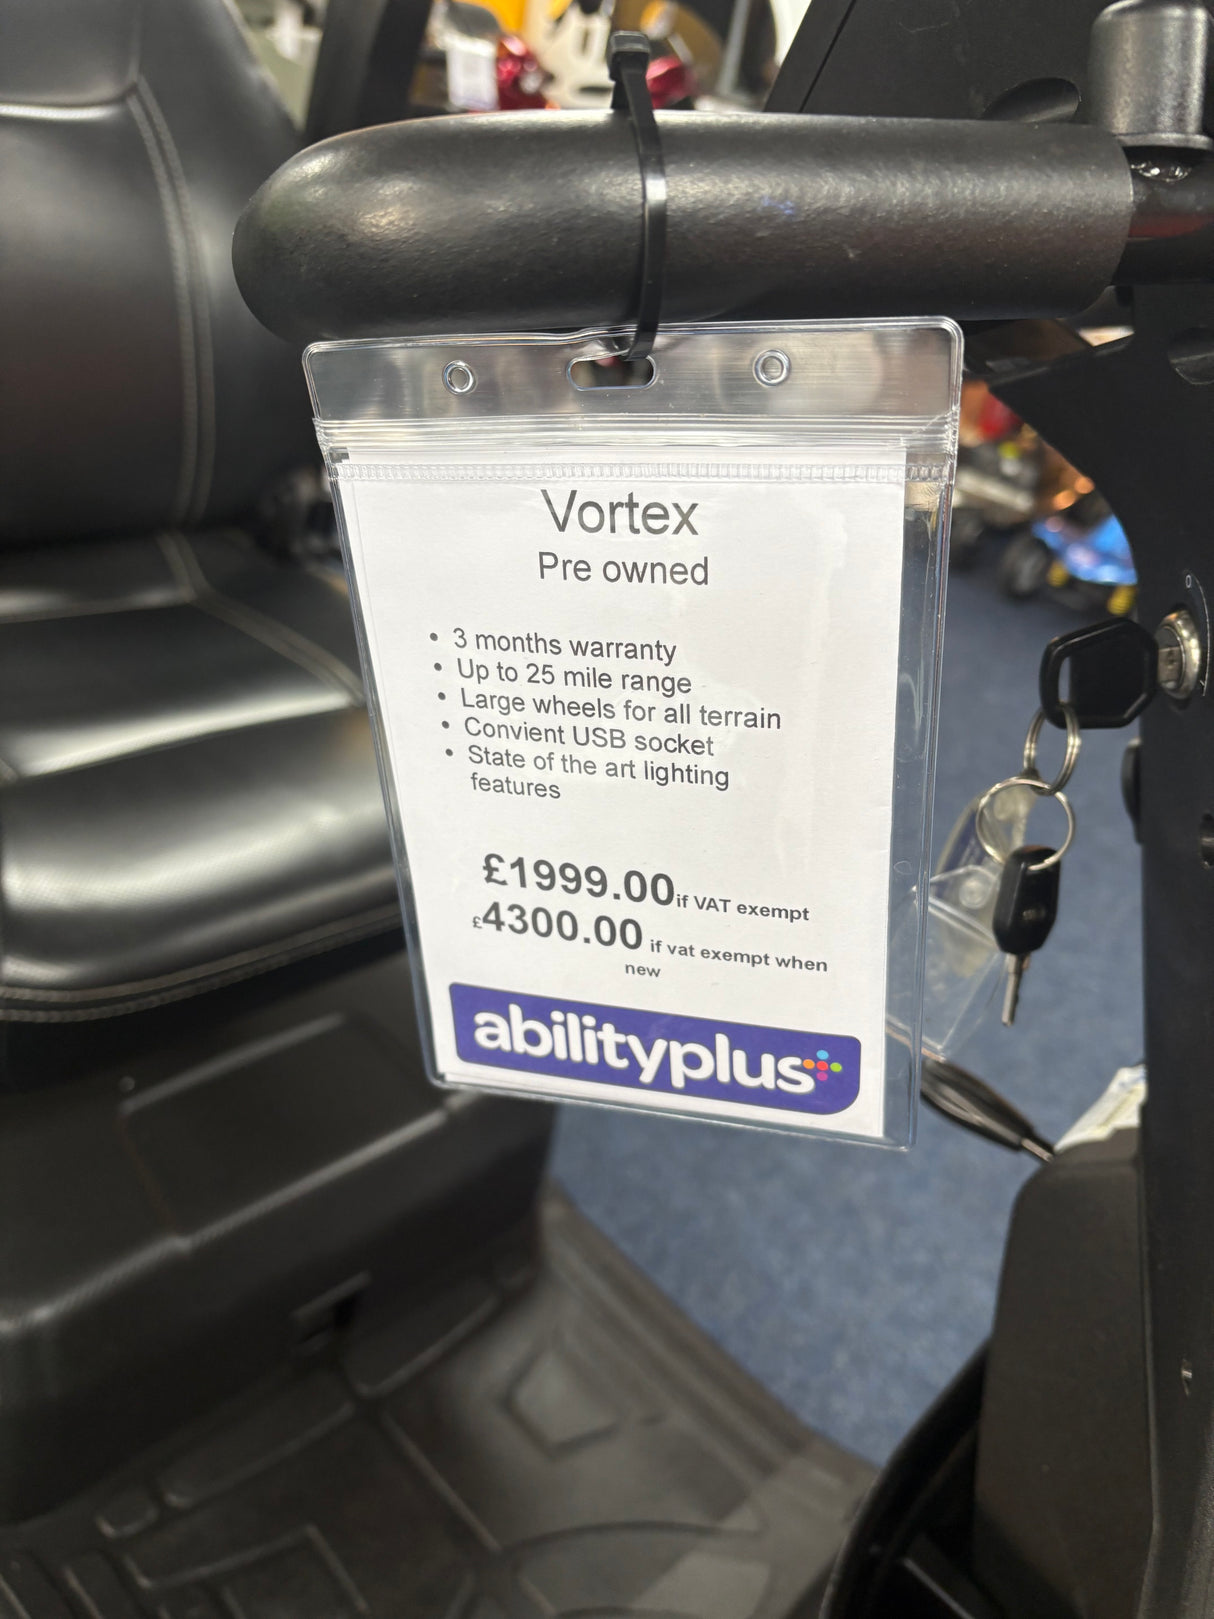 Vortex
Pre owned
• 3 months warranty
• Up to 25 mile range
• Large wheels for all terrain
• Convient USB socket
• State of the art lighting
features
£1999.00if VAT exempt
£4300.00 if vat exempt when
new
abilityplus